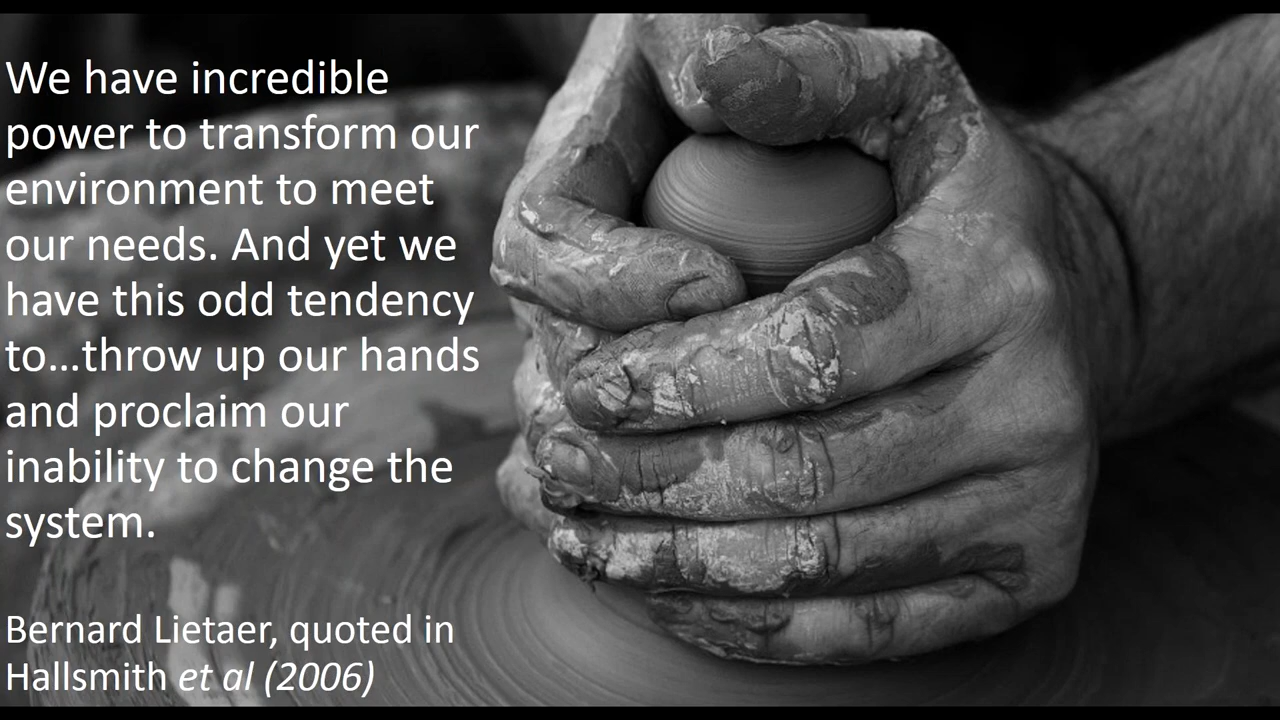 We have incredible
power to transform our
environment to meet
our needs. And yet we
have this odd tendency
to…throw up our hands
and proclaim our
inability to change the
system.
Bernard Lietaer, quoted in
Hallsmith et al (2006)